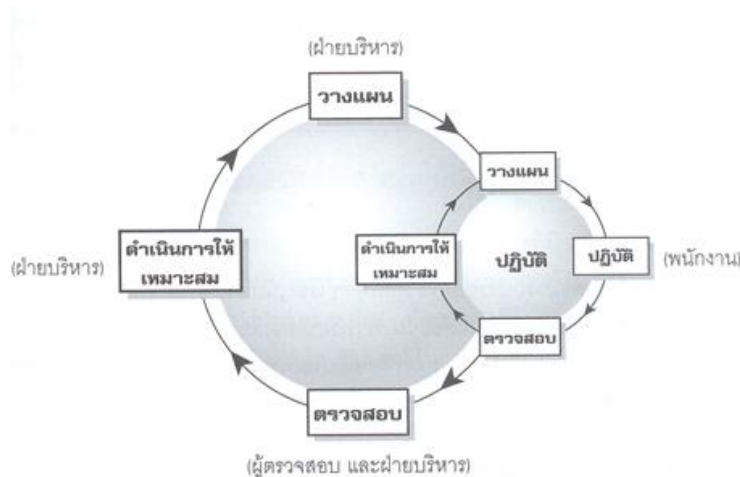 (ฝ่ายบริหาร)
วางแผน
วางแผน
(ฝ่ายบริหาร)
ดำเนินการให้
เหมาะสม
ดำเนินการให้
เหมาะสม
ปฏิบัติ
ปฏิบัติ
(พนักงาน)
ตรวจสอบ
ตรวจสอบ
(ผู้ตรวจสอบ และฝ่ายบริหาร)